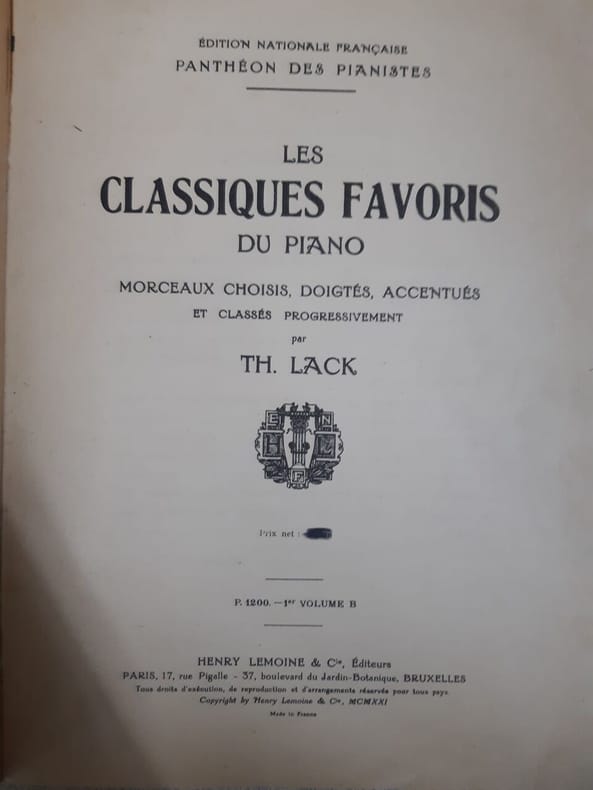 ÉDITION NATIONALE FRANÇAISE
PANTHÉON DES PIANISTES
LES
CLASSIQUES FAVORIS
DU PIANO
MORCEAUX CHOISIS, DOIGTÉS, ACCENTUÉS
ET CLASSÉS PROGRESSIVEMENT
par
TH. LACK
E N
H L
F
Prix net :
P. 1200. – 1er VOLUME B
HENRY LEMOINE & Cie, Éditeurs
PARIS, 17, rue Pigalle - 37, boulevard du Jardin-Botanique, BRUXELLES
Tous droits d'exécution, de reproduction et d'arrangements réservés pour tous pays.
Copyright by Henry Lemoine & Cie, MCMXXI
Made in France